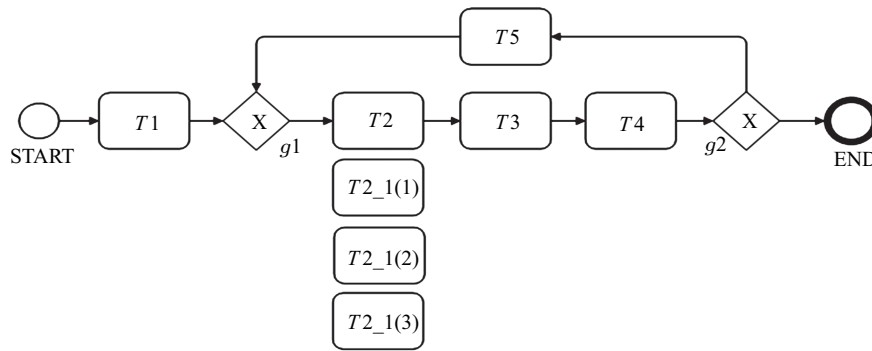 T5
T1
X
T2
T3
T4
X
START
g1
g2
END
T2_1(1)
T2_1(2)
T2_1(3)